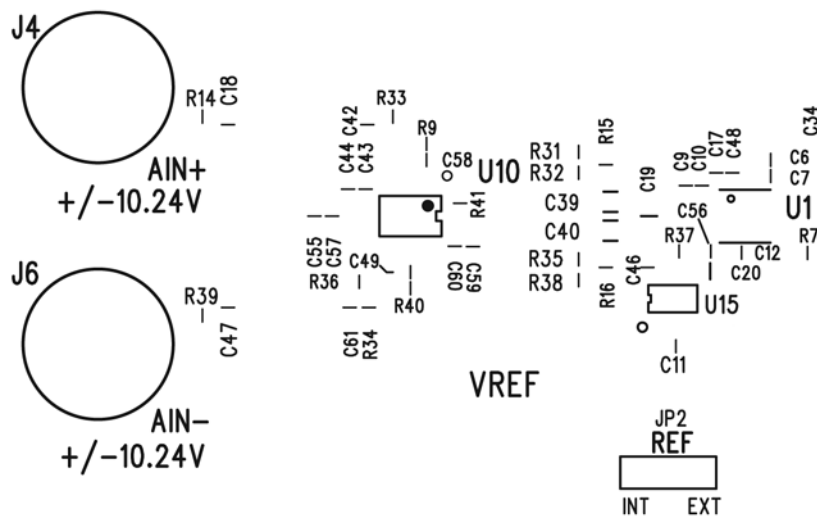 J4
R14
C18
AIN+
+/-10.24V
J6
R39
C47
AIN-
+/-10.24V
C42
R33
R9
C44
C43
C58
U10
R41
C55
C57
C49
R36
R40
C60
C59
C61
R34
R31
R32
R15
C39
C19
C40
R35
R38
R16
C46
C9
C10
C17
C48
C34
C6
C7
U1
C56
R37
C12
C20
R7
U15
C11
VREF
JP2
REF
INT EXT